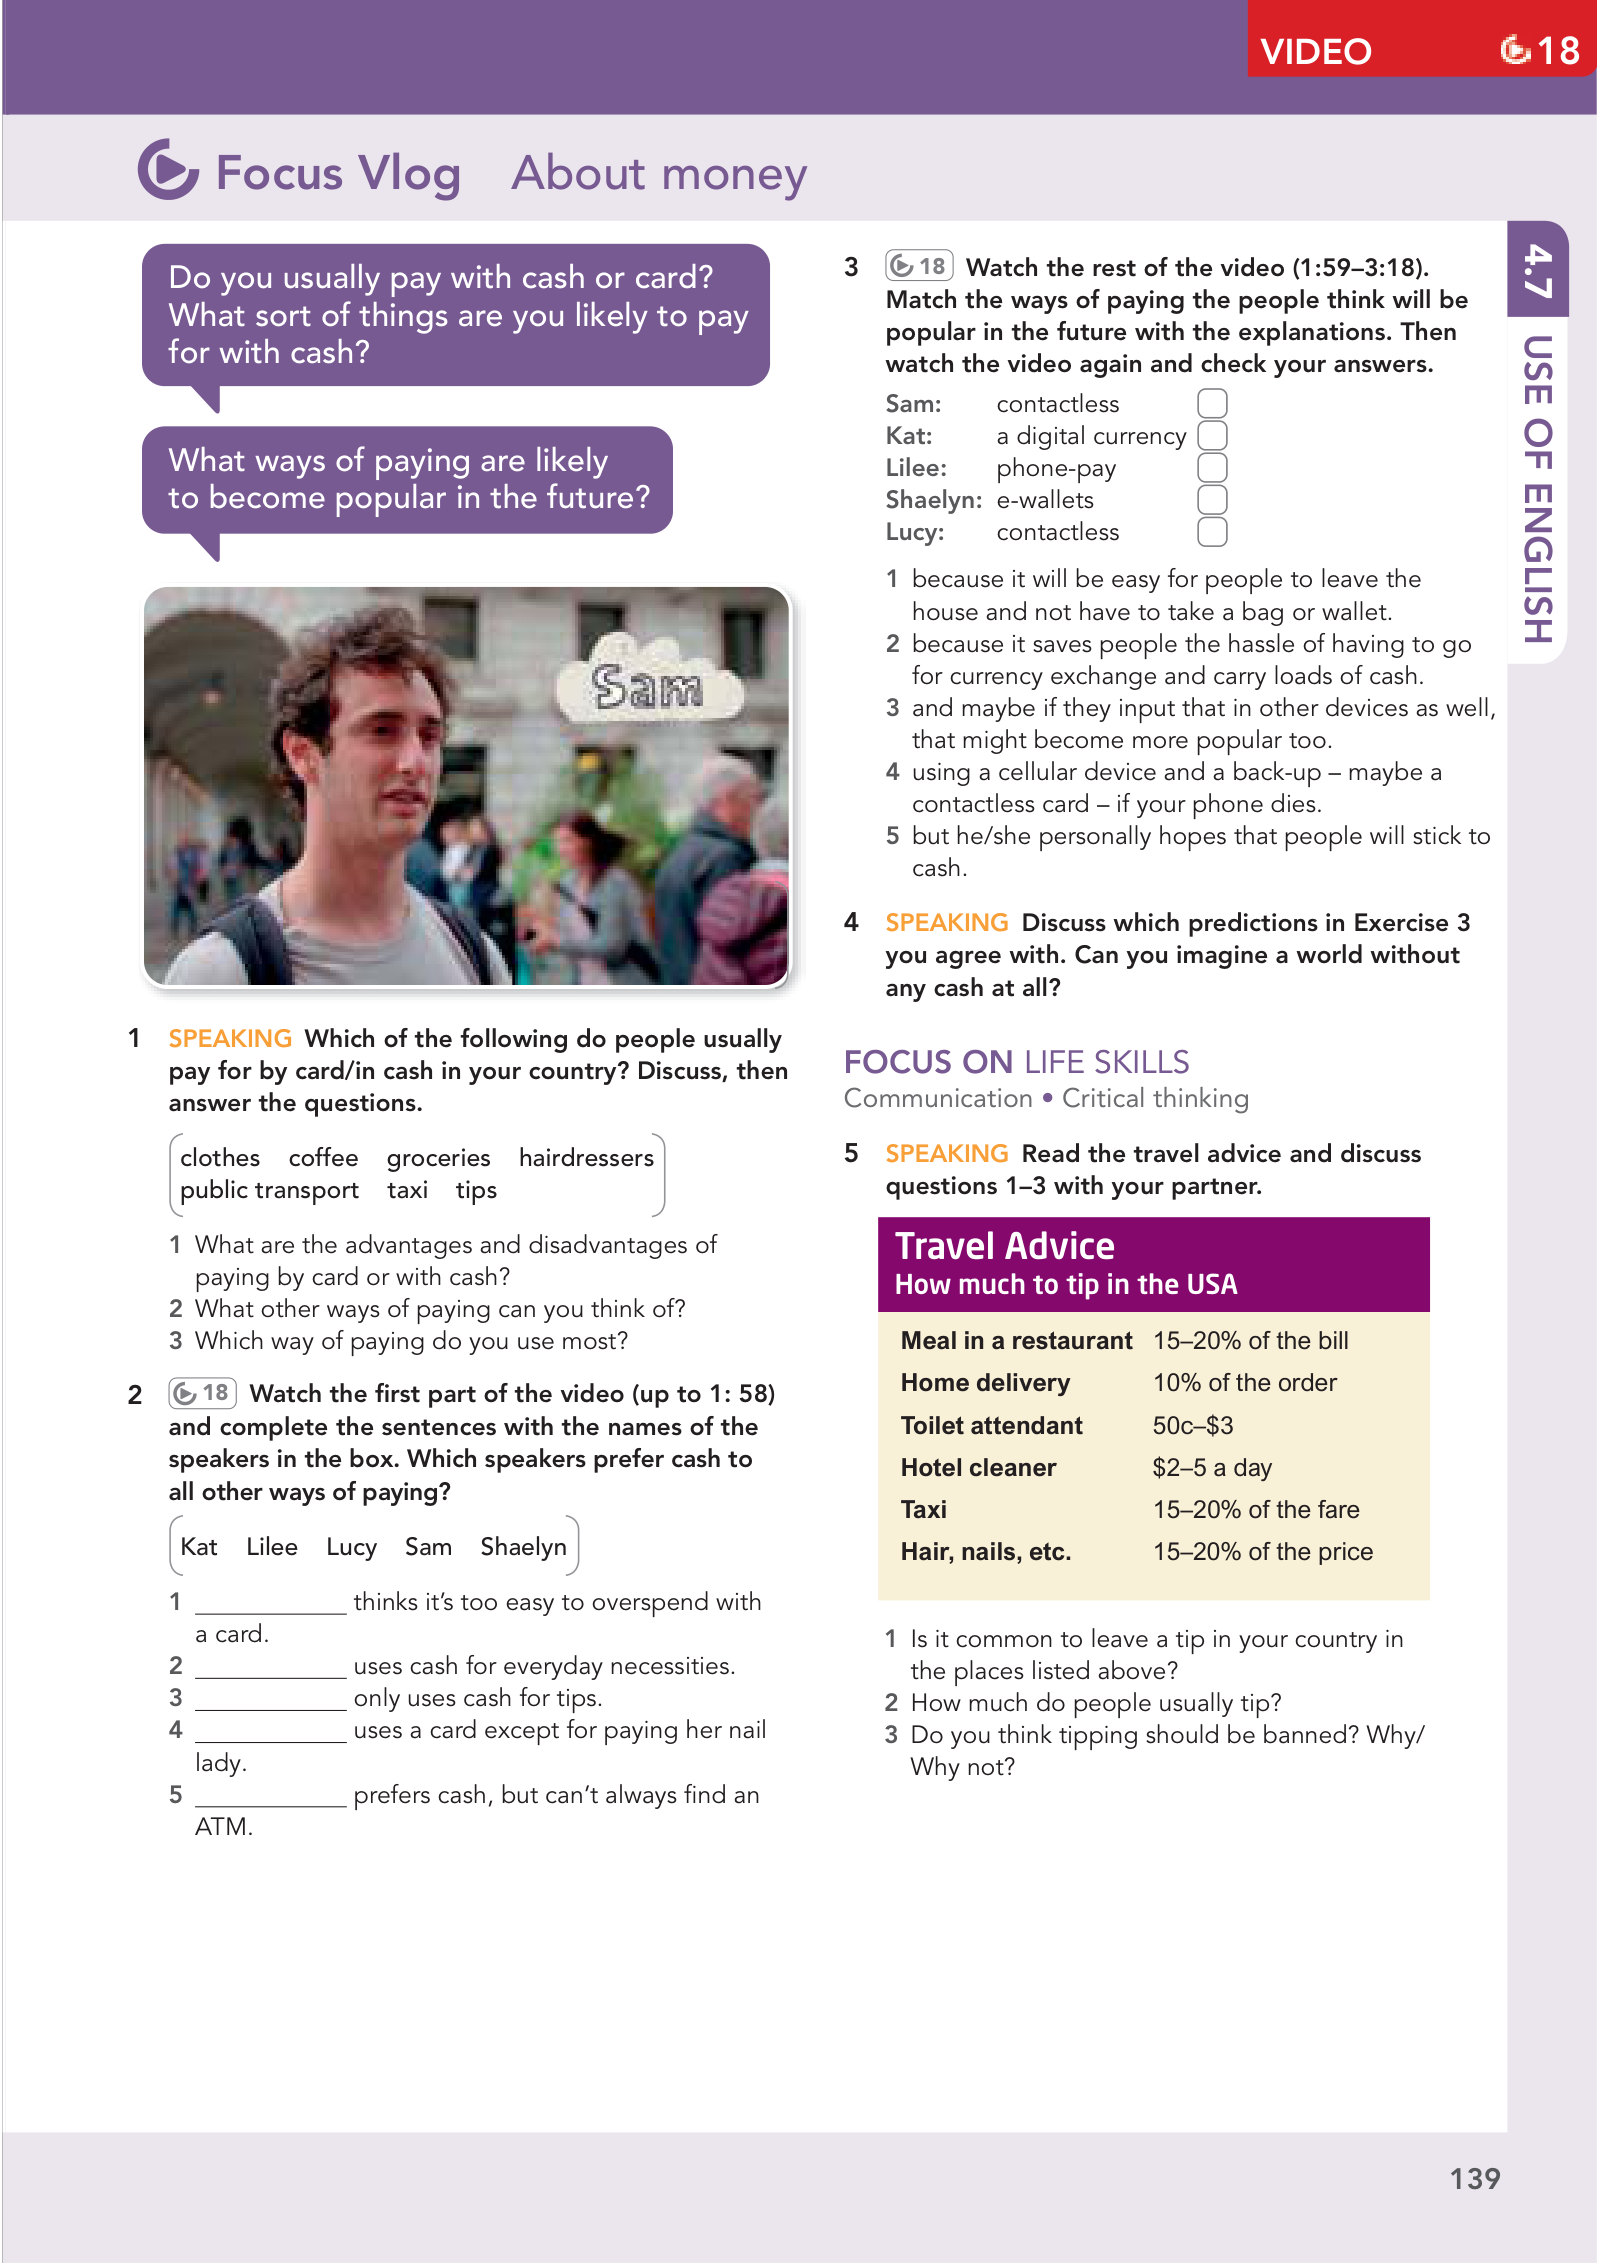 VIDEO 18
Focus Vlog About money
Do you usually pay with cash or card?
What sort of things are you likely to pay
for with cash?
What ways of paying are likely
to become popular in the future?
Sam
1 SPEAKING Which of the following do people usually
pay for by card/in cash in your country? Discuss, then
answer the questions.
clothes coffee groceries hairdressers
public transport taxi tips
1 What are the advantages and disadvantages of
paying by card or with cash?
2 What other ways of paying can you think of?
3 Which way of paying do you use most?
2 18 Watch the first part of the video (up to 1: 58)
and complete the sentences with the names of the
speakers in the box. Which speakers prefer cash to
all other ways of paying?
Kat Lilee Lucy Sam Shaelyn
1 ____________ thinks it's too easy to overspend with
a card.
2 ____________ uses cash for everyday necessities.
3 ____________ only uses cash for tips.
4 ____________ uses a card except for paying her nail
lady.
5 ____________ prefers cash, but can't always find an
ATM.
3 18 Watch the rest of the video (1:59–3:18).
Match the ways of paying the people think will be
popular in the future with the explanations. Then
watch the video again and check your answers.
Sam: contactless
Kat: a digital currency
Lilee: phone-pay
Shaelyn: e-wallets
Lucy: contactless
1 because it will be easy for people to leave the
house and not have to take a bag or wallet.
2 because it saves people the hassle of having to go
for currency exchange and carry loads of cash.
3 and maybe if they input that in other devices as well,
that might become more popular too.
4 using a cellular device and a back-up – maybe a
contactless card – if your phone dies.
5 but he/she personally hopes that people will stick to
cash.
4 SPEAKING Discuss which predictions in Exercise 3
you agree with. Can you imagine a world without
any cash at all?
FOCUS ON LIFE SKILLS
Communication • Critical thinking
5 SPEAKING Read the travel advice and discuss
questions 1–3 with your partner.
Travel Advice
How much to tip in the USA
Meal in a restaurant 15–20% of the bill
Home delivery 10% of the order
Toilet attendant 50c–$3
Hotel cleaner $2–5 a day
Taxi 15–20% of the fare
Hair, nails, etc. 15–20% of the price
1 Is it common to leave a tip in your country in
the places listed above?
2 How much do people usually tip?
3 Do you think tipping should be banned? Why/
Why not?
4.7 USE OF ENGLISH
139